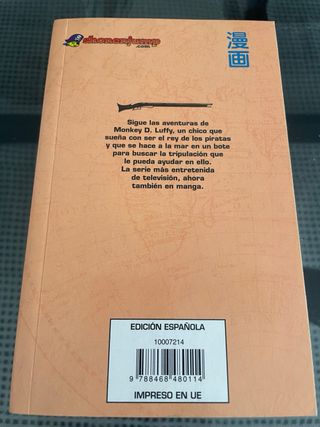 shonenjump
.com
漫
画
Sigue las aventuras de
Monkey D. Luffy, un chico que
sueña con ser el rey de los piratas
y que se hace a la mar en un bote
para buscar la tripulación que
le pueda ayudar en ello.
La serie más entretenida
de televisión, ahora
también en manga.
EDICIÓN ESPAÑOLA
10007214
9 788468 480114
IMPRESO EN UE